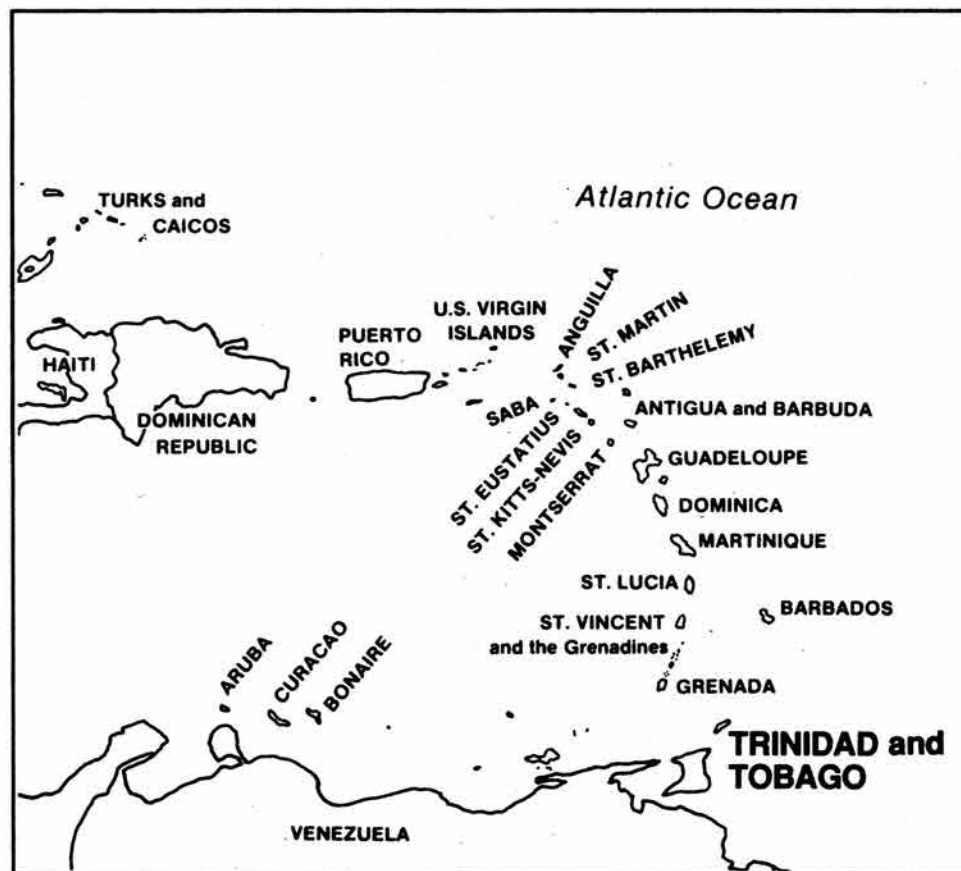 Atlantic Ocean
TURKS and
CAICOS
ANGUILLA
ST. MARTIN
ST. BARTHELEMY
U.S. VIRGIN
ISLANDS
PUERTO
RICO
HAITI
DOMINICAN
REPUBLIC
SABA
ANTIGUA and BARBUDA
ST. EUSTATIUS
ST. KITTS-NEVIS
MONTSERRAT
GUADELOUPE
DOMINICA
MARTINIQUE
ST. LUCIA
BARBADOS
ST. VINCENT
and the Grenadines
GRENADA
ARUBA
CURACAO
BONAIRE
TRINIDAD and
TOBAGO
VENEZUELA